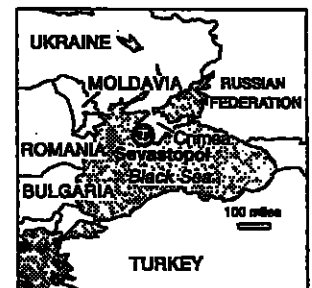 UKRAINE
MOLDAVIA
RUSSIAN
FEDERATION
ROMANIA
Crimea
Sevastopol
Black Sea
BULGARIA
100 miles
TURKEY